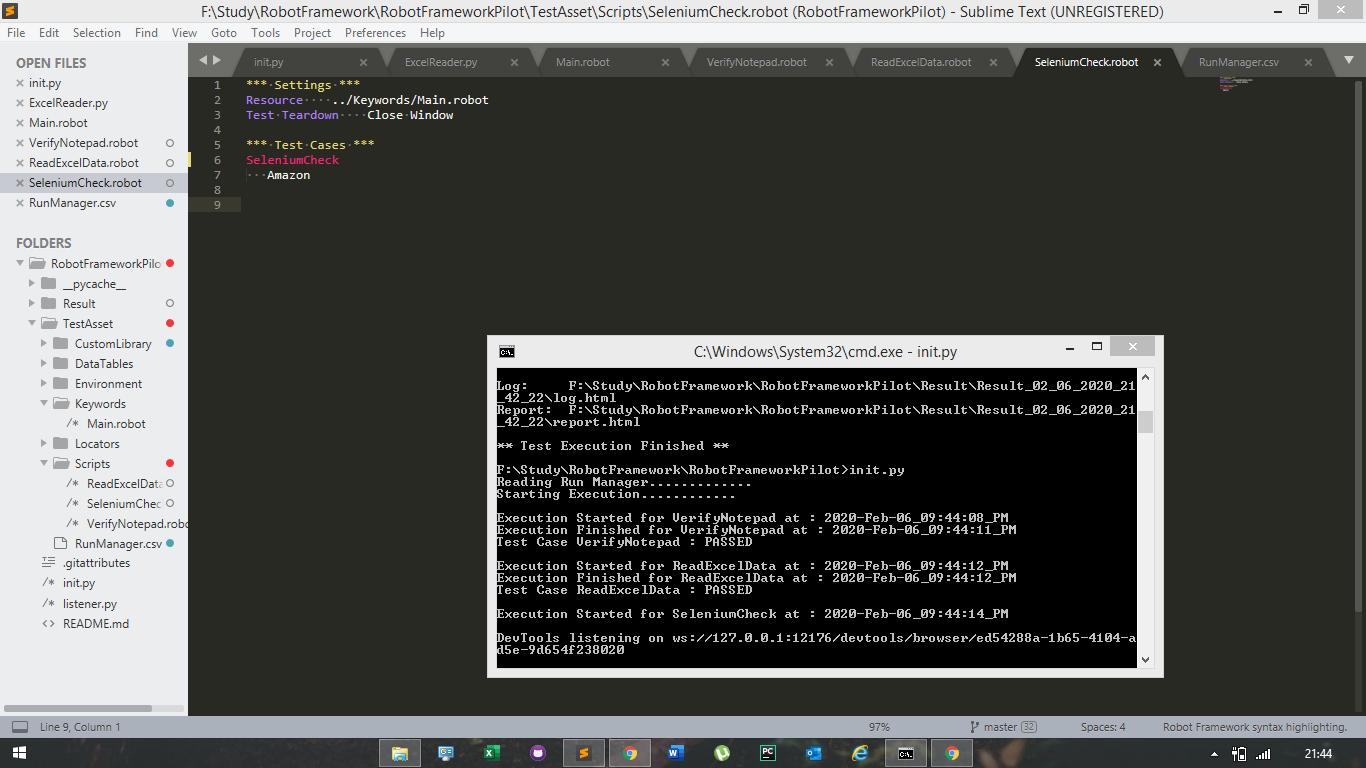 F:\Study\RobotFramework\RobotFrameworkPilot\TestAsset\Scripts\SeleniumCheck.robot (RobotFrameworkPilot) - Sublime Text (UNREGISTERED)
File Edit Selection Find View Goto Tools Project Preferences Help
OPEN FILES
init.py
ExcelReader.py
Main.robot
VerifyNotepad.robot
ReadExcelData.robot
SeleniumCheck.robot
RunManager.csv
FOLDERS
RobotFrameworkPilo
__pycache__
Result
TestAsset
CustomLibrary
DataTables
Environment
Keywords
/* Main.robot
Locators
Scripts
/* ReadExcelData
/* SeleniumChec
/* VerifyNotepad.robo
RunManager.csv
.gitattributes
/* init.py
/* listener.py
<> README.md
init.py ExcelReader.py Main.robot VerifyNotepad.robot ReadExcelData.robot SeleniumCheck.robot RunManager.csv
1 ***·Settings·***
2 Resource····../Keywords/Main.robot
3 Test·Teardown····Close·Window
4
5 ***·Test·Cases·***
6 SeleniumCheck
7 ···Amazon
8
9
C:\Windows\System32\cmd.exe - init.py
Log: F:\Study\RobotFramework\RobotFrameworkPilot\Result\Result_02_06_2020_21
_42_22\log.html
Report: F:\Study\RobotFramework\RobotFrameworkPilot\Result\Result_02_06_2020_21
_42_22\report.html
** Test Execution Finished **
F:\Study\RobotFramework\RobotFrameworkPilot>init.py
Reading Run Manager.............
Starting Execution............
Execution Started for VerifyNotepad at : 2020-Feb-06_09:44:08_PM
Execution Finished for VerifyNotepad at : 2020-Feb-06_09:44:11_PM
Test Case VerifyNotepad : PASSED
Execution Started for ReadExcelData at : 2020-Feb-06_09:44:12_PM
Execution Finished for ReadExcelData at : 2020-Feb-06_09:44:12_PM
Test Case ReadExcelData : PASSED
Execution Started for SeleniumCheck at : 2020-Feb-06_09:44:14_PM
DevTools listening on ws://127.0.0.1:12176/devtools/browser/ed54288a-1b65-4104-a
d5e-9d654f238020
Line 9, Column 1 97% master 32 Spaces: 4 Robot Framework syntax highlighting.
21:44